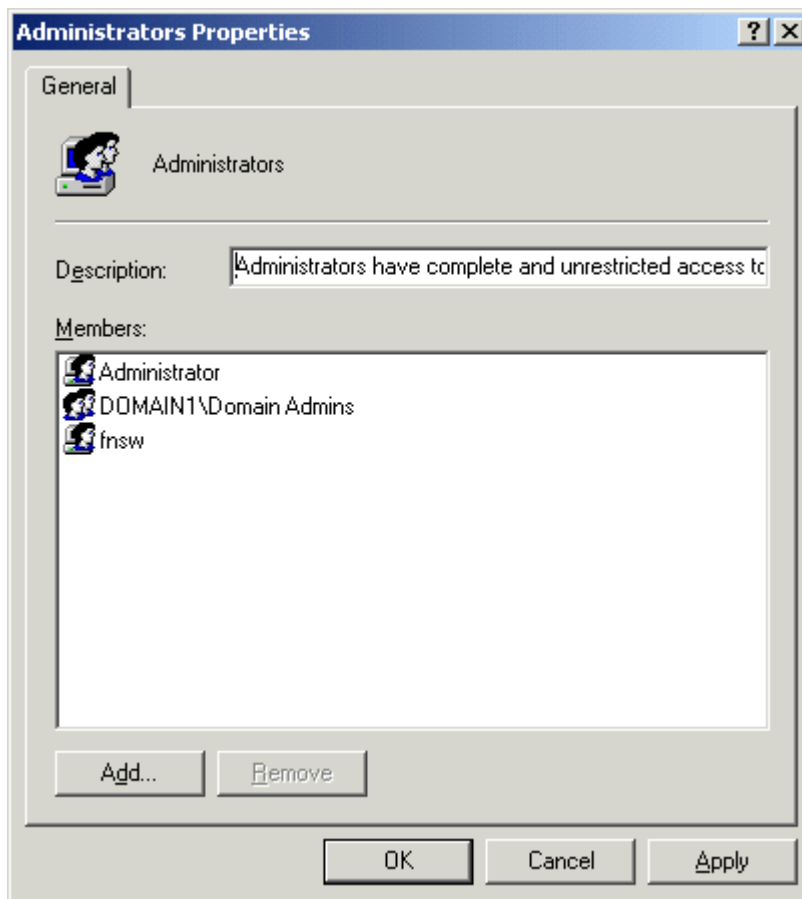 Administrators Properties
General
Administrators
Description: Administrators have complete and unrestricted access to
Members:
Administrator
DOMAIN1\Domain Admins
fnsw
Add... Remove
OK Cancel Apply